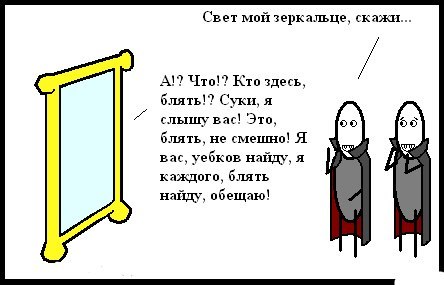 Свет мой зеркальце, скажи...
А!? Что!? Кто здесь,
блять!? Суки, я
слышу вас! Это,
блять, не смешно! Я
вас, уебков найду, я
каждого, блять
найду, обещаю!